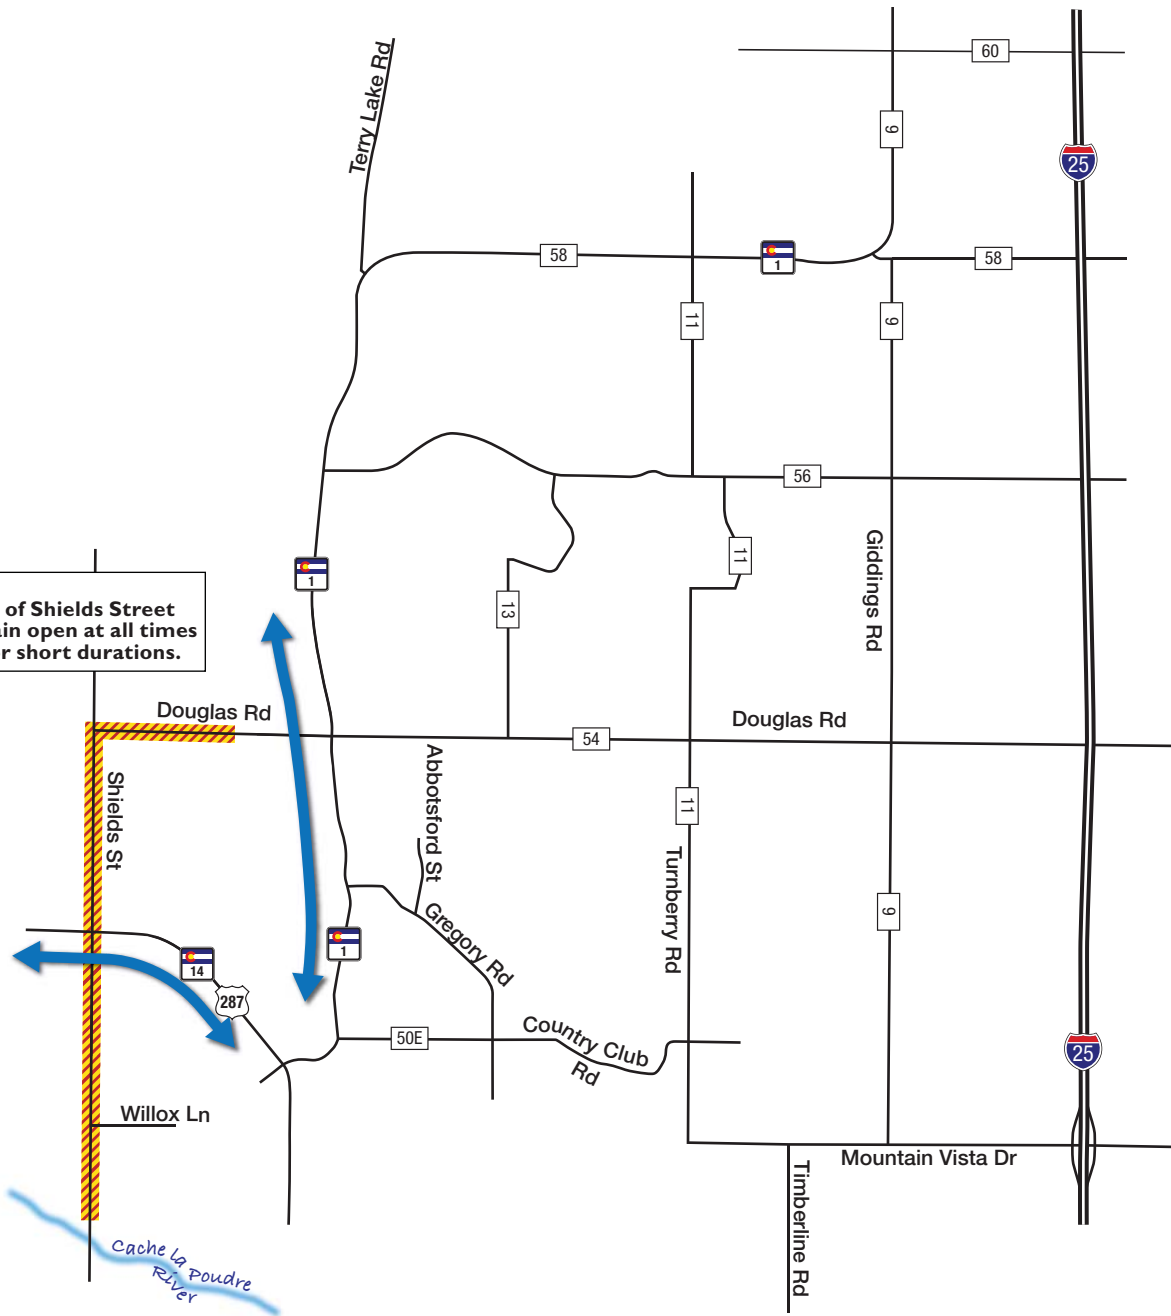 60
Terry Lake Rd
9
25
58
1
58
11
9
56
Giddings Rd
11
1
13
of Shields Street
ain open at all times
r short durations.
Douglas Rd
Douglas Rd
54
Abbotsford St
Shields St
11
Turnberry Rd
9
Gregory Rd
1
14
287
50E
Country Club
Rd
25
Willox Ln
Mountain Vista Dr
Timberline Rd
Cache la Poudre
River